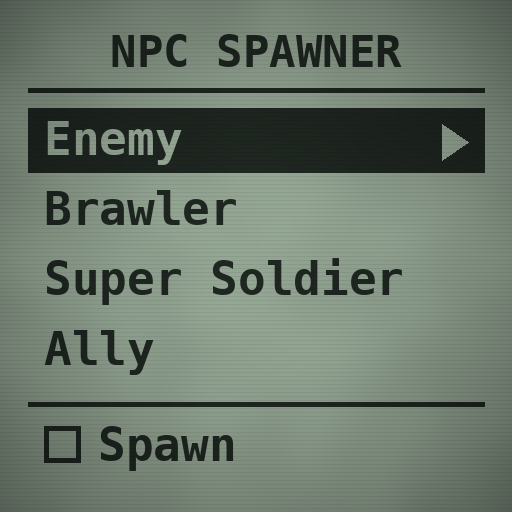 NPC SPAWNER
Enemy
Brawler
Super Soldier
Ally
Spawn